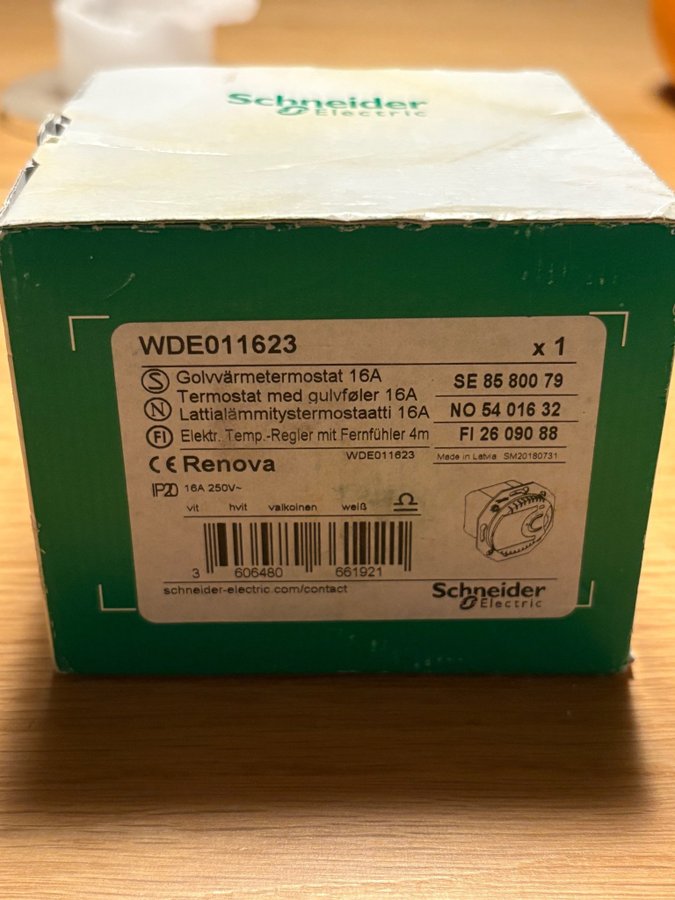 Schneider
Electric
WDE011623
x 1
S Golvvärmetermostat 16A
Termostat med gulvføler 16A
N Lattialämmitystermostaatti 16A
FI Elektr. Temp.-Regler mit Fernfühler 4m
SE 85 800 79
NO 54 016 32
FI 26 090 88
CE Renova
WDE011623
Made in Latvia SM20180731
IP20 16A 250V~
vit hvit valkoinen weiß
3 606480 661921
schneider-electric.com/contact
Schneider
Electric